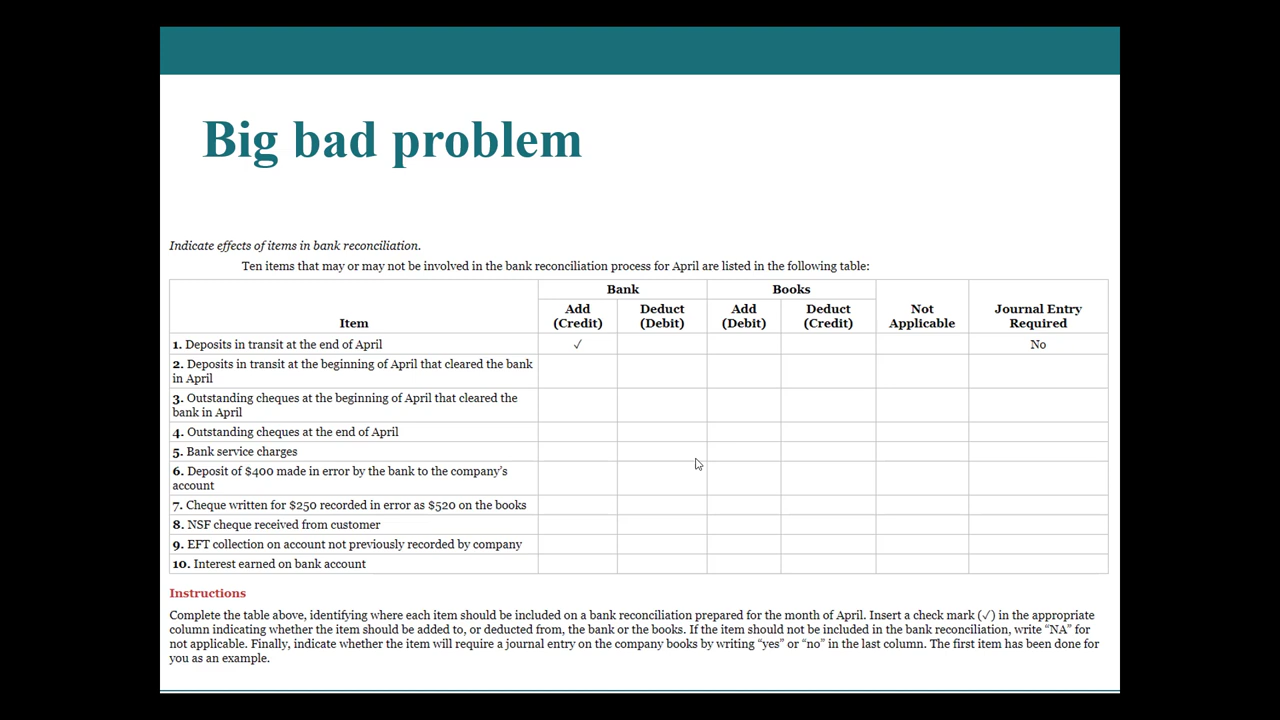 Big bad problem
Indicate effects of items in bank reconciliation.
Ten items that may or may not be involved in the bank reconciliation process for April are listed in the following table:
Bank Books
Item Add (Credit) Deduct (Debit) Add (Debit) Deduct (Credit) Not Applicable Journal Entry Required
1. Deposits in transit at the end of April ✓ No
2. Deposits in transit at the beginning of April that cleared the bank
in April
3. Outstanding cheques at the beginning of April that cleared the
bank in April
4. Outstanding cheques at the end of April
5. Bank service charges
6. Deposit of $400 made in error by the bank to the company's
account
7. Cheque written for $250 recorded in error as $520 on the books
8. NSF cheque received from customer
9. EFT collection on account not previously recorded by company
10. Interest earned on bank account
Instructions
Complete the table above, identifying where each item should be included on a bank reconciliation prepared for the month of April. Insert a check mark (✓) in the appropriate
column indicating whether the item should be added to, or deducted from, the bank or the books. If the item should not be included in the bank reconciliation, write “NA” for
not applicable. Finally, indicate whether the item will require a journal entry on the company books by writing “yes” or “no” in the last column. The first item has been done for
you as an example.